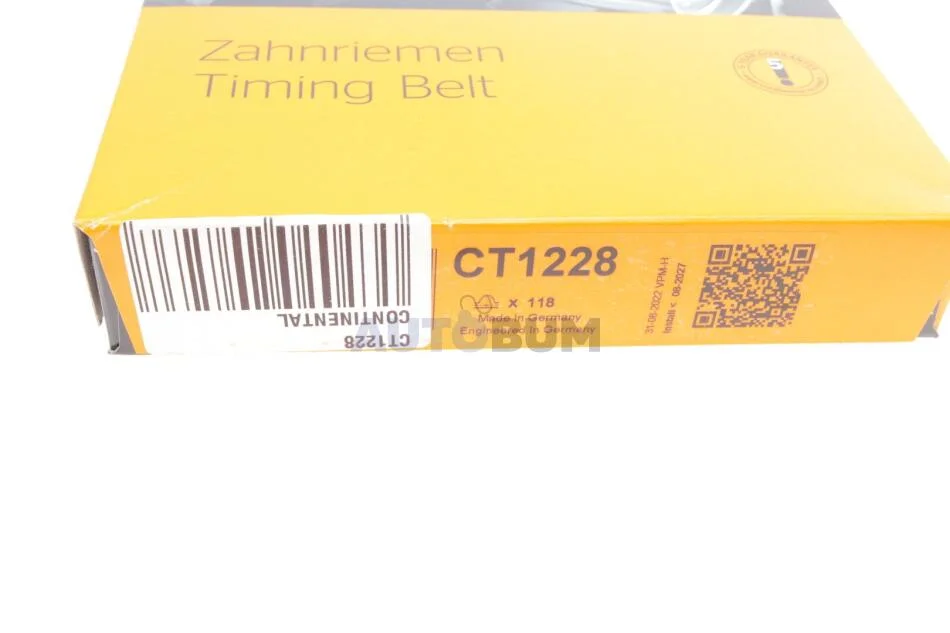 Zahnriemen
Timing Belt
CT1228
x 118
Made In Germany
Engineered In Germany
31-08-2022 VPM-H
Install < 08-2027
CONTINENTAL
CT1228
AUTOBUM